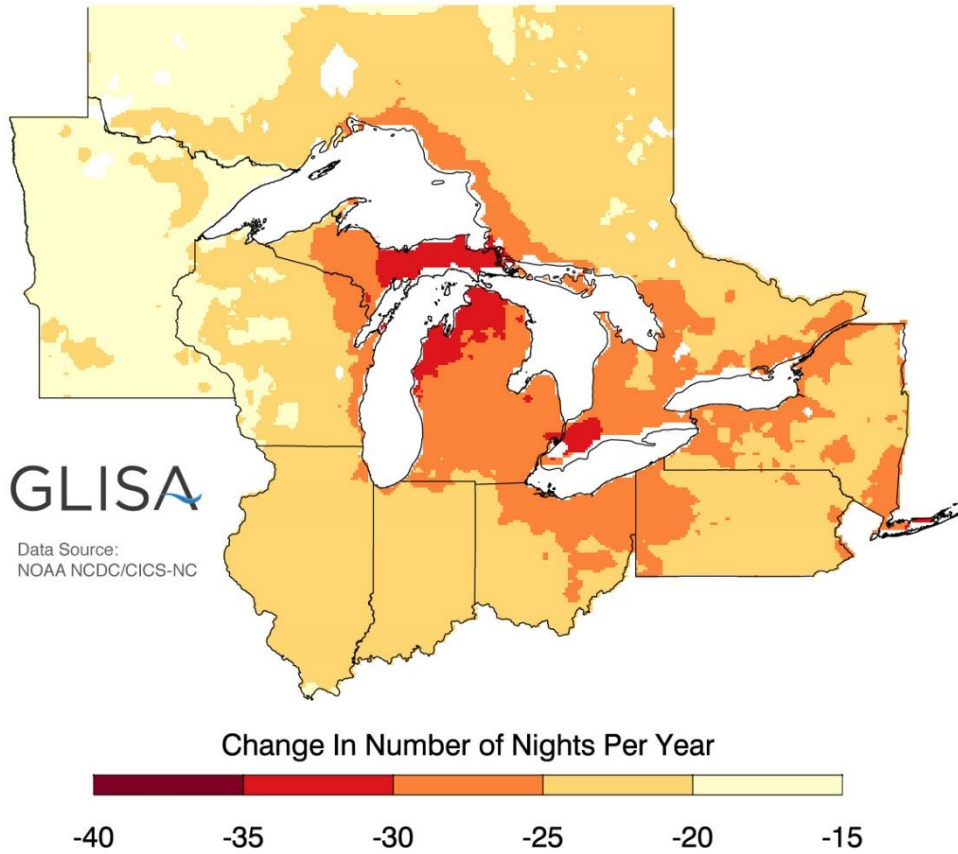 GLISA
Data Source:
NOAA NCDC/CICS-NC
Change In Number of Nights Per Year
-40 -35 -30 -25 -20 -15